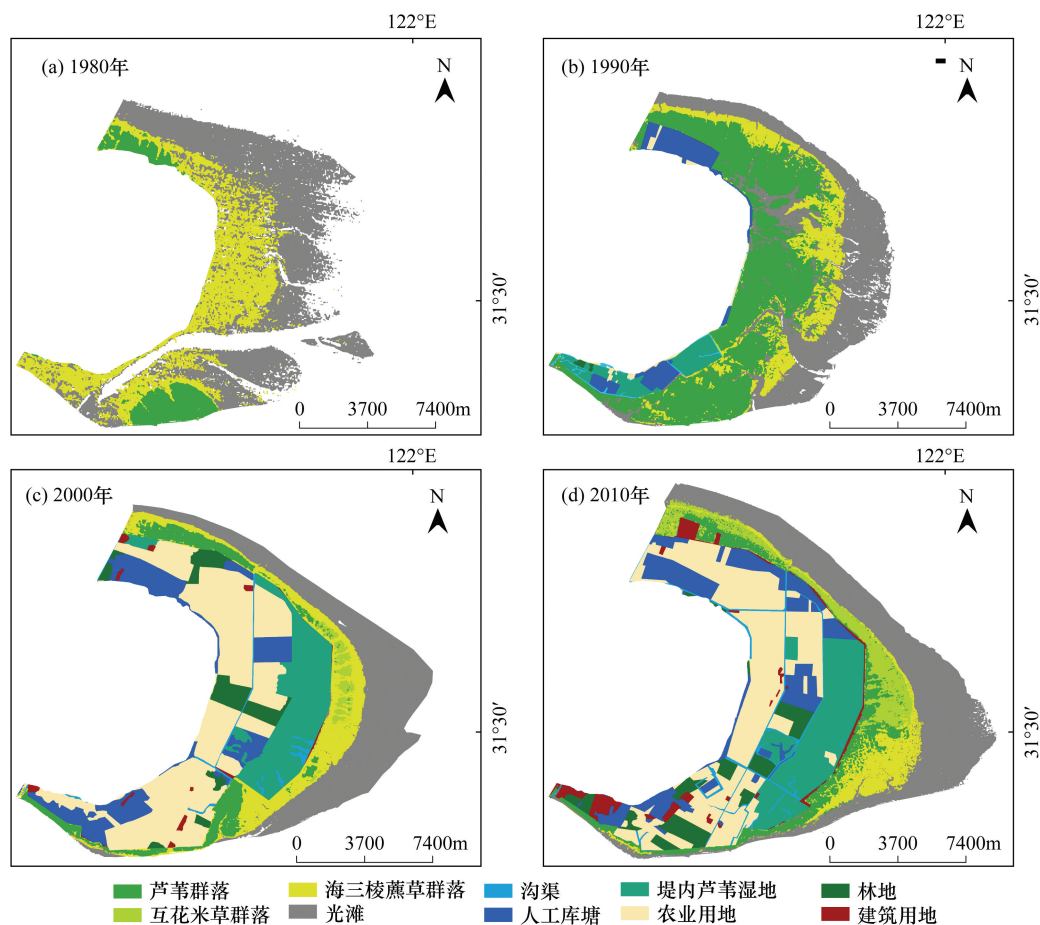 122°E
122°E
(a) 1980年
N
31°30′
0 3700 7400m
(b) 1990年
N
31°30′
0 3700 7400m
122°E
122°E
(c) 2000年
N
31°30′
0 3700 7400m
(d) 2010年
N
31°30′
0 3700 7400m
芦苇群落 海三棱藨草群落 沟渠 堤内芦苇湿地 林地
互花米草群落 光滩 人工库塘 农业用地 建筑用地